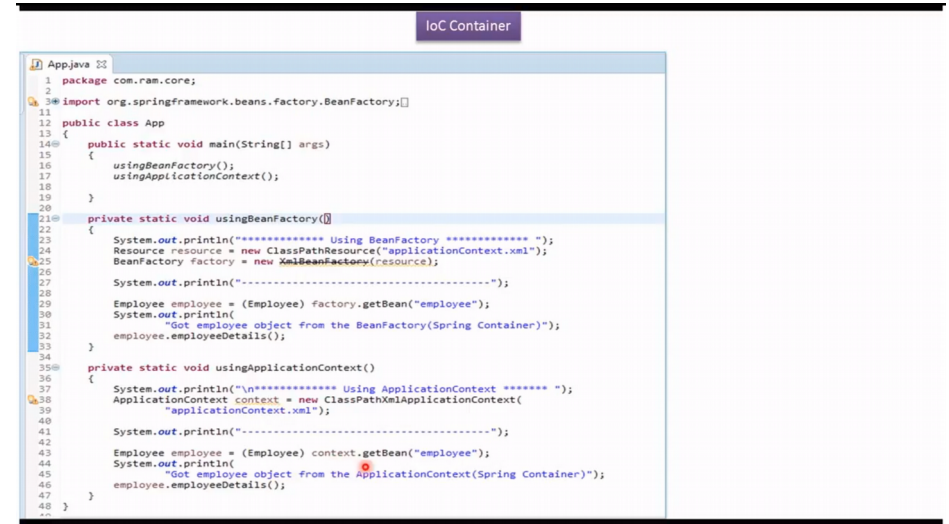 IoC Container
App.java
1 package com.ram.core;
2
3 import org.springframework.beans.factory.BeanFactory;
11
12 public class App
13 {
14 public static void main(String[] args)
15 {
16 usingBeanFactory();
17 usingApplicationContext();
18
19 }
20
21 private static void usingBeanFactory()
22 {
23 System.out.println("************* Using BeanFactory ************* ");
24 Resource resource = new ClassPathResource("applicationContext.xml");
25 BeanFactory factory = new XmlBeanFactory(resource);
26
27 System.out.println("---------------------------------------");
28
29 Employee employee = (Employee) factory.getBean("employee");
30 System.out.println(
31 "Got employee object from the BeanFactory(Spring Container)");
32 employee.employeeDetails();
33 }
34
35 private static void usingApplicationContext()
36 {
37 System.out.println("\n************* Using ApplicationContext ******* ");
38 ApplicationContext context = new ClassPathXmlApplicationContext(
39 "applicationContext.xml");
40
41 System.out.println("---------------------------------------");
42
43 Employee employee = (Employee) context.getBean("employee");
44 System.out.println(
45 "Got employee object from the ApplicationContext(Spring Container)");
46 employee.employeeDetails();
47 }
48 }